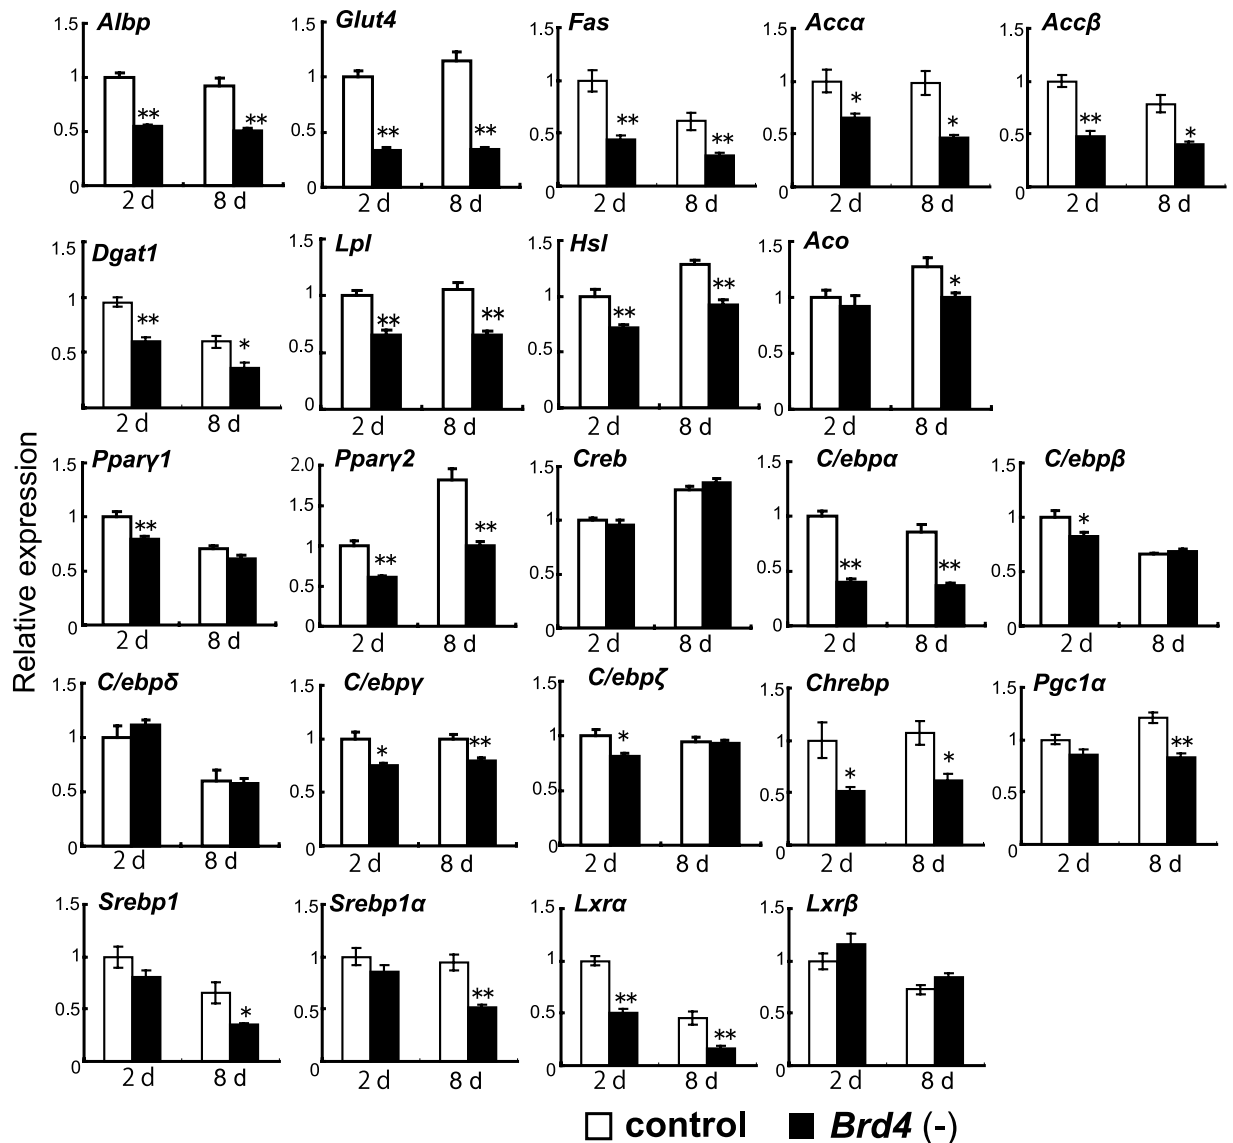 Relative expression
Albp
1.5
1
0.5
0
**
**
2 d
8 d
Glut4
1.5
1
0.5
0
**
**
2 d
8 d
Fas
1.5
1
0.5
0
**
**
2 d
8 d
Accα
1.5
1
0.5
0
*
*
2 d
8 d
Accβ
1.5
1
0.5
0
**
*
2 d
8 d
Dgat1
1.5
1
0.5
**
*
2 d
8 d
Lpl
1.5
1
0.5
0
**
**
2 d
8 d
Hsl
1.5
1
0.5
0
**
**
2 d
8 d
Aco
1.5
1
0.5
0
*
2 d
8 d
Pparγ1
1.5
1
0.5
0
**
2 d
8 d
Pparγ2
2.0
1.5
1
0.5
0
**
**
2 d
8 d
Creb
1.5
1
0.5
0
2 d
8 d
C/ebpα
1.5
1
0.5
0
**
**
2 d
8 d
C/ebpβ
1.5
1
0.5
0
*
2 d
8 d
C/ebpδ
1.5
1
0.5
0
2 d
8 d
C/ebpγ
1.5
1
0.5
0
*
**
2 d
8 d
C/ebpζ
1.5
1
0.5
0
*
2 d
8 d
Chrebp
1.5
1
0.5
0
*
*
2 d
8 d
Pgc1α
1.5
1
0.5
0
**
2 d
8 d
Srebp1
1.5
1
0.5
0
*
2 d
8 d
Srebp1α
1.5
1
0.5
0
**
2 d
8 d
Lxrα
1.5
1
0.5
0
**
**
2 d
8 d
Lxrβ
1.5
1
0.5
0
2 d
8 d
control
Brd4 (-)